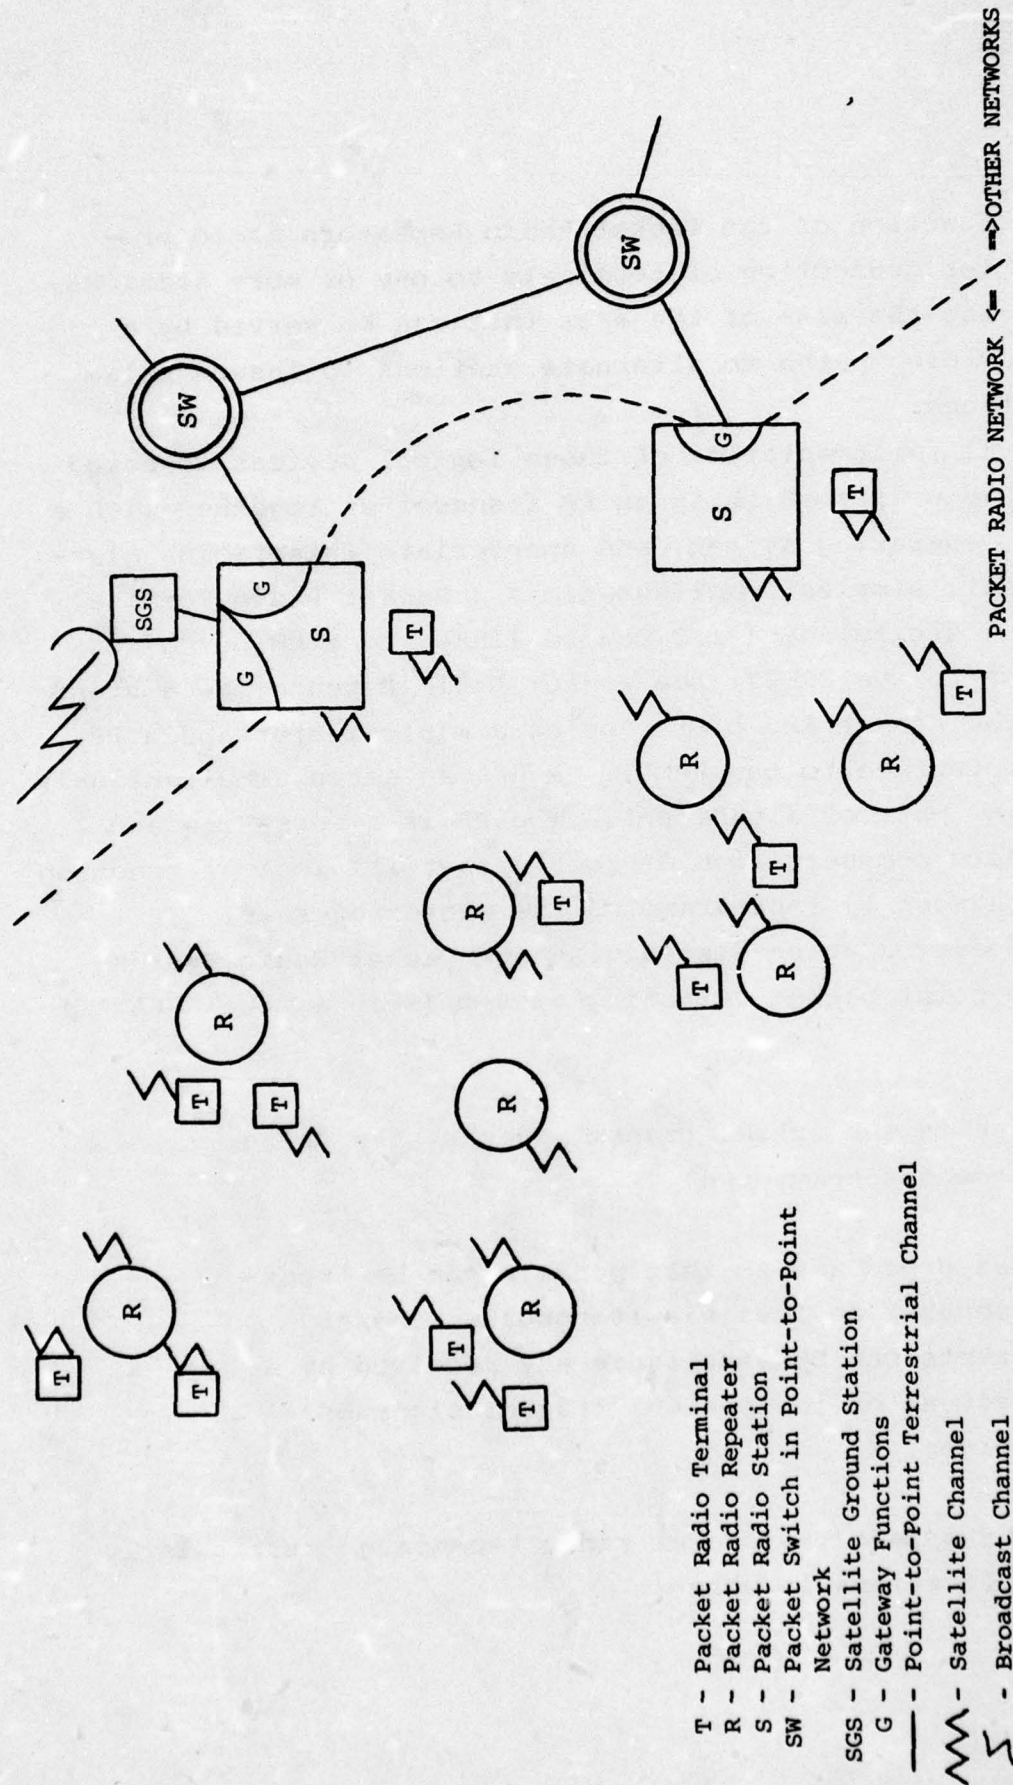 T
R
SGS
SW
T
T
R
G
G
T
S
T
T
R
R
R
T
T
SW
R
T
S
G
T
R
T
R
T
PACKET RADIO NETWORK <== \ ==>OTHER NETWORKS
T - Packet Radio Terminal
R - Packet Radio Repeater
S - Packet Radio Station
SW - Packet Switch in Point-to-Point
Network
SGS - Satellite Ground Station
G - Gateway Functions
- Point-to-Point Terrestrial Channel
- Satellite Channel
- Broadcast Channel